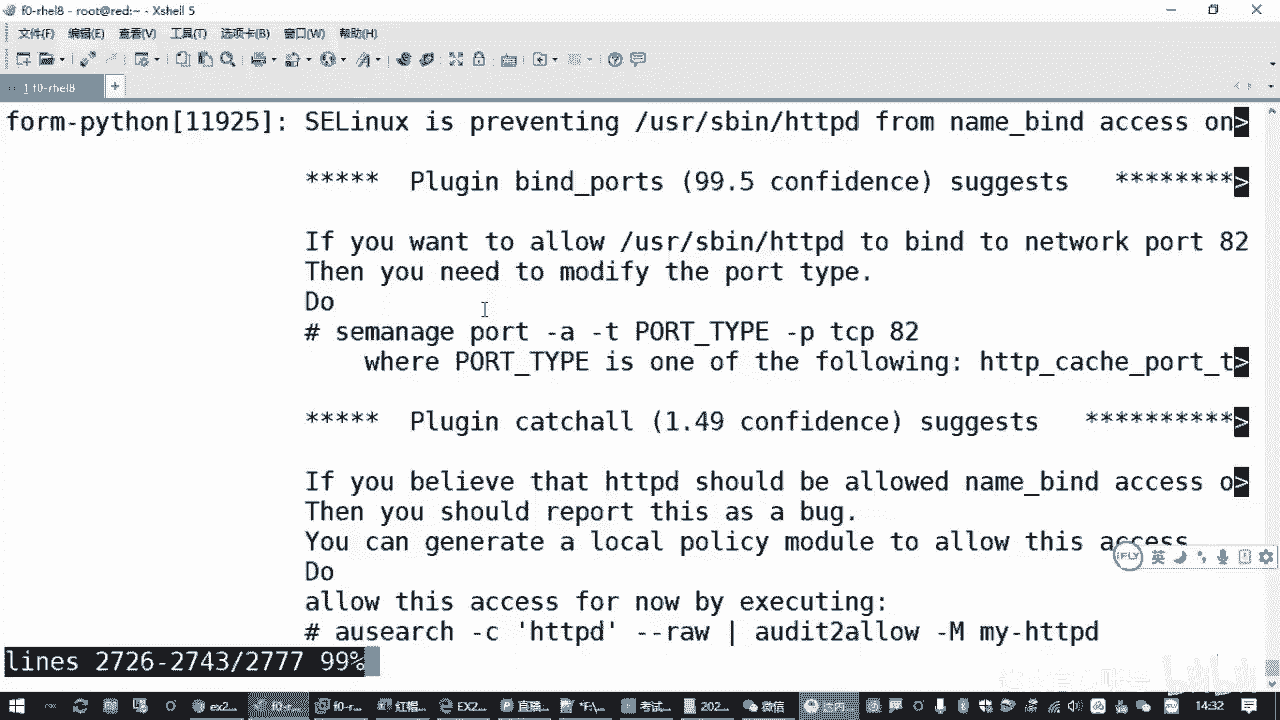 f0-rhel8 - root@red:~ - Xshell 5
文件(F) 编辑(E) 查看(V) 工具(T) 选项卡(B) 窗口(W) 帮助(H)
1 f0-rhel8
form-python[11925]: SELinux is preventing /usr/sbin/httpd from name_bind access on>
***** Plugin bind_ports (99.5 confidence) suggests ********>
If you want to allow /usr/sbin/httpd to bind to network port 82
Then you need to modify the port type.
Do
# semanage port -a -t PORT_TYPE -p tcp 82
where PORT_TYPE is one of the following: http_cache_port_t>
***** Plugin catchall (1.49 confidence) suggests **********>
If you believe that httpd should be allowed name_bind access o>
Then you should report this as a bug.
You can generate a local policy module to allow this access.
Do
allow this access for now by executing:
# ausearch -c 'httpd' --raw | audit2allow -M my-httpd
lines 2726-2743/2777 99%
iFLY 英
ex2... f0-r... f0-r... 红帽... EX2... 直端... "F\... 考试... 202... 微信 14:32